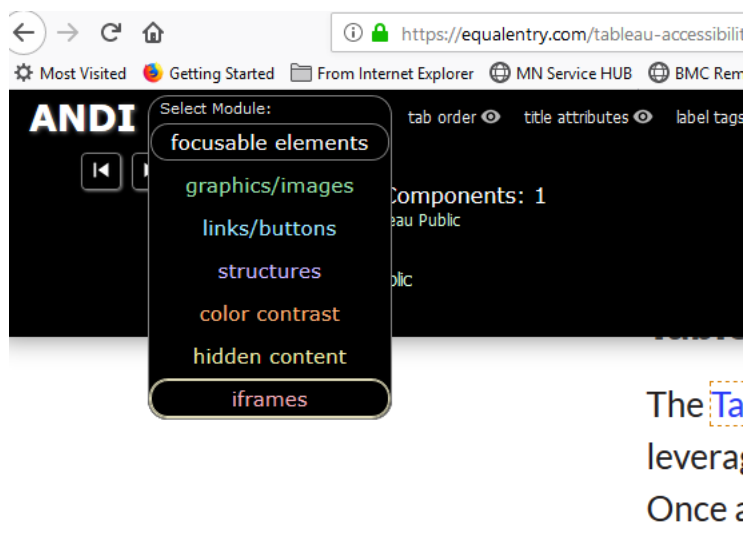 https://equalentry.com/tableau-accessibilit
Most Visited Getting Started From Internet Explorer MN Service HUB BMC Rem
ANDI
Select Module:
tab order title attributes label tags
focusable elements
graphics/images
Components: 1
eau Public
links/buttons
structures
blic
color contrast
hidden content
iframes
The Ta
leverag
Once a